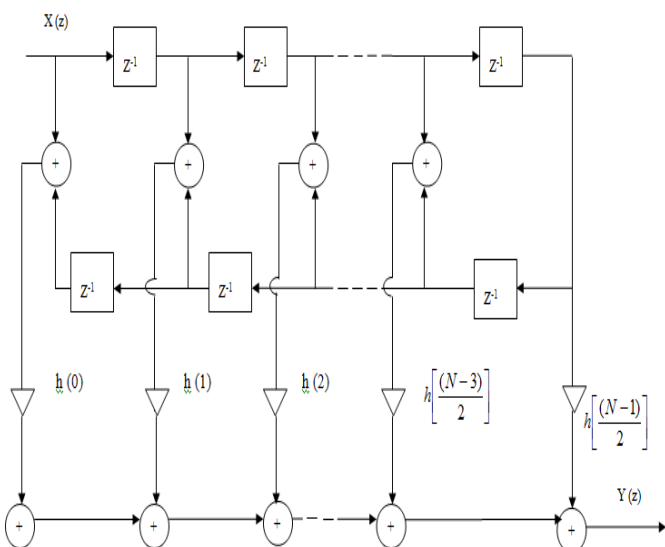 X(z)
Z-1 Z-1 Z-1
+ + + +
Z-1 Z-1 Z-1
h (0) h (1) h (2) h[(N-3)/2] h[(N-1)/2]
Y(z)
+ + + + +